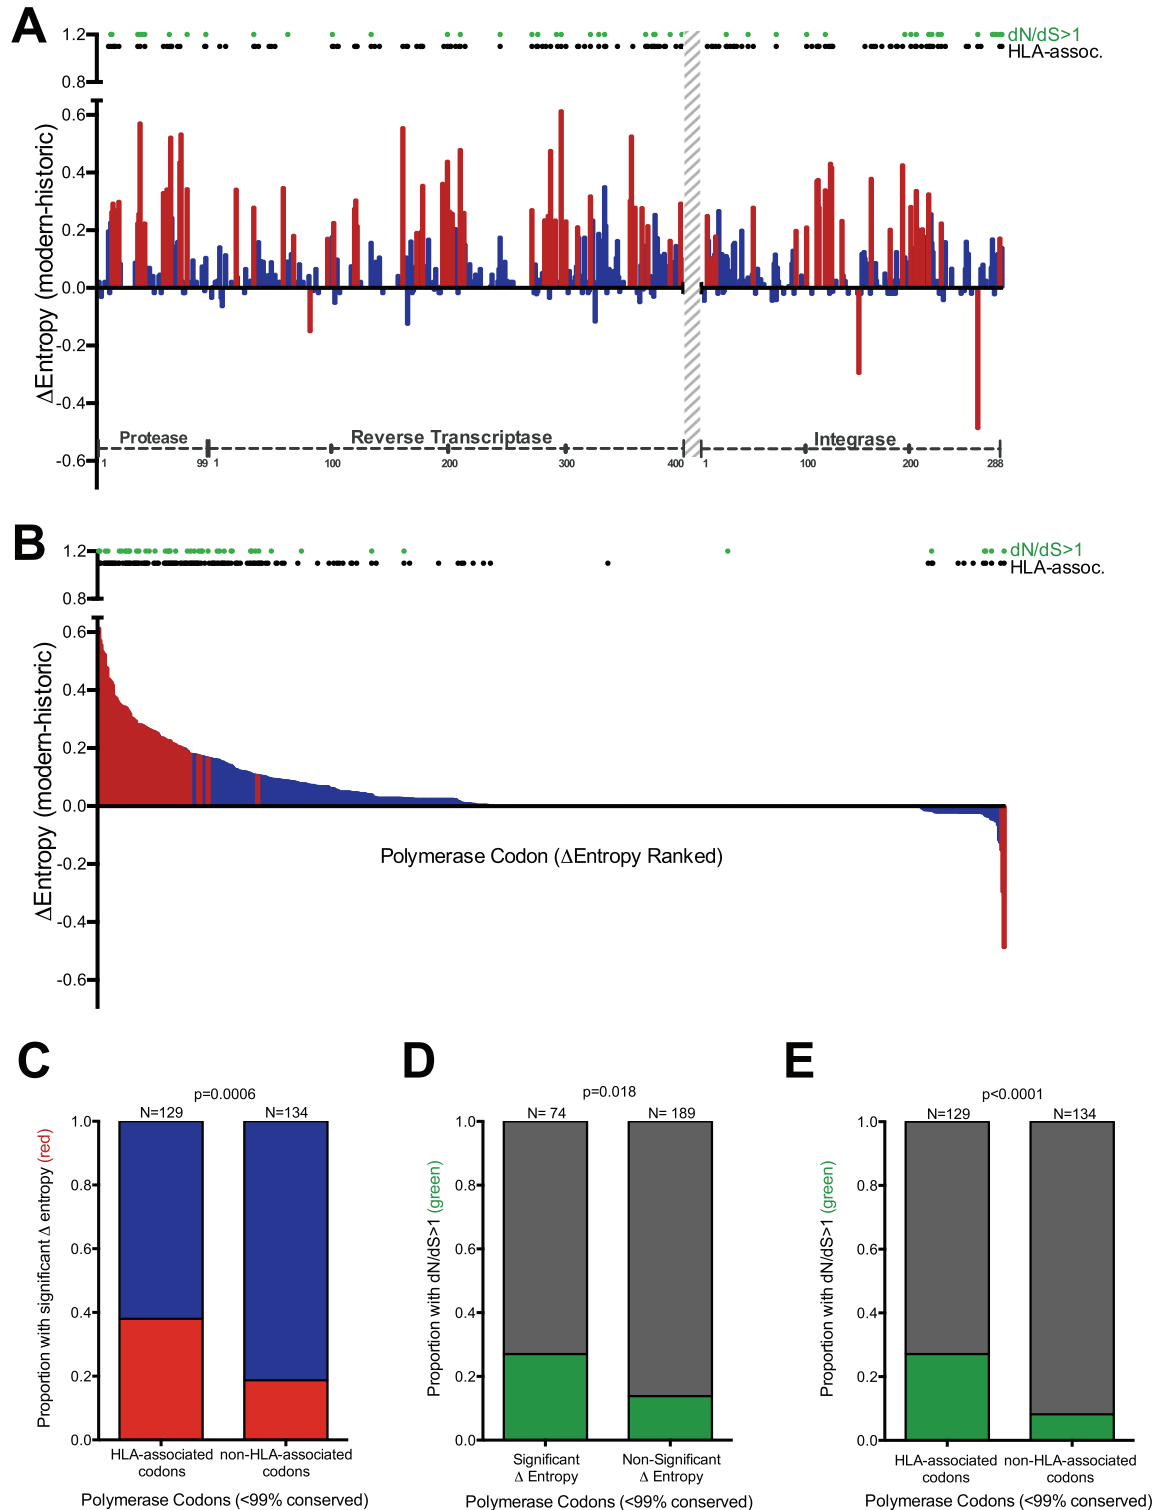 A
1.2
dN/dS>1
HLA-assoc.
0.8
0.6
0.4
0.2
0.0
-0.2
-0.4
-0.6
ΔEntropy (modern-historic)
Protease
Reverse Transcriptase
Integrase
1
99
1
100
200
300
400
1
100
200
288
B
1.2
dN/dS>1
HLA-assoc.
0.8
0.6
0.4
0.2
0.0
-0.2
-0.4
-0.6
ΔEntropy (modern-historic)
Polymerase Codon (ΔEntropy Ranked)
C
p=0.0006
N=129
N=134
1.0
0.8
0.6
0.4
0.2
0.0
Proportion with significant Δ entropy (red)
HLA-associated
codons
non-HLA-associated
codons
Polymerase Codons (<99% conserved)
D
p=0.018
N= 74
N= 189
1.0
0.8
0.6
0.4
0.2
0.0
Proportion with dN/dS>1 (green)
Significant
Δ Entropy
Non-Significant
Δ Entropy
Polymerase Codons (<99% conserved)
E
p<0.0001
N=129
N=134
1.0
0.8
0.6
0.4
0.2
0.0
Proportion with dN/dS>1 (green)
HLA-associated
codons
non-HLA-associated
codons
Polymerase Codons (<99% conserved)